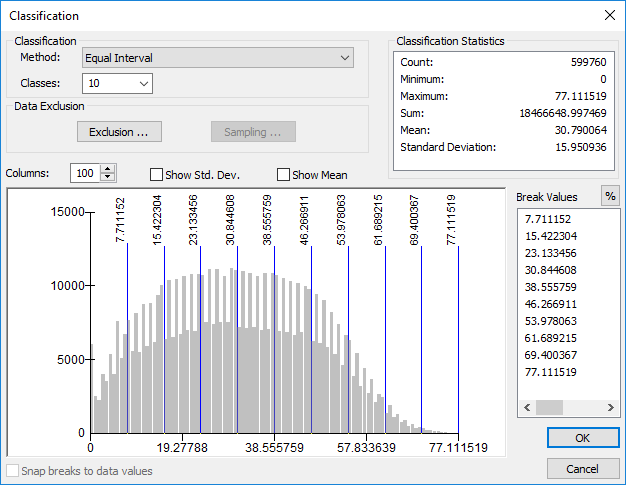 Classification
Classification
Method: Equal Interval
Classes: 10
Data Exclusion
Exclusion ...
Sampling ...
Classification Statistics
Count: 599760
Minimum: 0
Maximum: 77.111519
Sum: 18466648.997469
Mean: 30.790064
Standard Deviation: 15.950936
Columns: 100
Show Std. Dev.
Show Mean
15000
10000
5000
0
7.711152
15.422304
23.133456
30.844608
38.555759
46.266911
53.978063
61.689215
69.400367
77.111519
0
19.27788
38.555759
57.833639
77.111519
Break Values
%
7.711152
15.422304
23.133456
30.844608
38.555759
46.266911
53.978063
61.689215
69.400367
77.111519
OK
Cancel
Snap breaks to data values